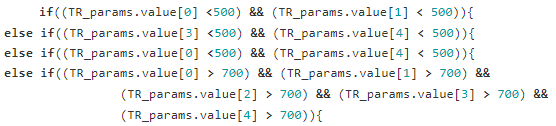 if((TR_params.value[0] <500) && (TR_params.value[1] < 500)){
else if((TR_params.value[3] <500) && (TR_params.value[4] < 500)){
else if((TR_params.value[0] <500) && (TR_params.value[4] < 500)){
else if((TR_params.value[0] > 700) && (TR_params.value[1] > 700) &&
(TR_params.value[2] > 700) && (TR_params.value[3] > 700) &&
(TR_params.value[4] > 700)){